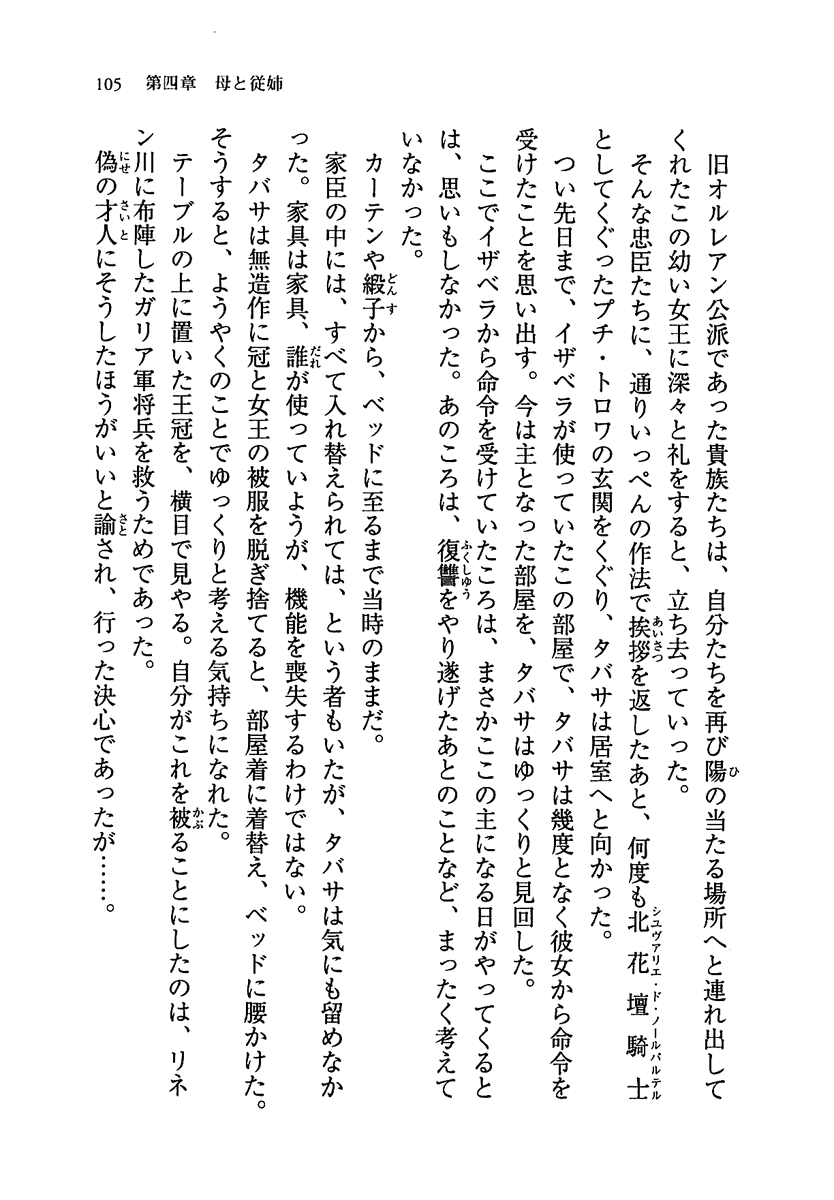 105　第四章　母と従姉
旧オルレアン公派であった貴族たちは、自分たちを再び陽の当たる場所へと連れ出して
くれたこの幼い女王に深々と礼をすると、立ち去っていった。
そんな忠臣たちに、通りいっぺんの作法で挨拶を返したあと、何度も北花壇騎士
としてくぐったプチ・トロワの玄関をくぐり、タバサは居室へと向かった。
つい先日まで、イザベラが使っていたこの部屋で、タバサは幾度となく彼女から命令を
受けたことを思い出す。今は主となった部屋を、タバサはゆっくりと見回した。
ここでイザベラから命令を受けていたころは、まさかここの主になる日がやってくると
は、思いもしなかった。あのころは、復讐をやり遂げたあとのことなど、まったく考えて
いなかった。
カーテンや緞子から、ベッドに至るまで当時のままだ。
家臣の中には、すべて入れ替えられては、という者もいたが、タバサは気にも留めなか
った。家具は家具、誰が使っていようが、機能を喪失するわけではない。
タバサは無造作に冠と女王の被服を脱ぎ捨てると、部屋着に着替え、ベッドに腰かけた。
そうすると、ようやくのことでゆっくりと考える気持ちになれた。
テーブルの上に置いた王冠を、横目で見やる。自分がこれを被ることにしたのは、リネ
ン川に布陣したガリア軍将兵を救うためであった。
偽の才人にそうしたほうがいいと諭され、行った決心であったが……。